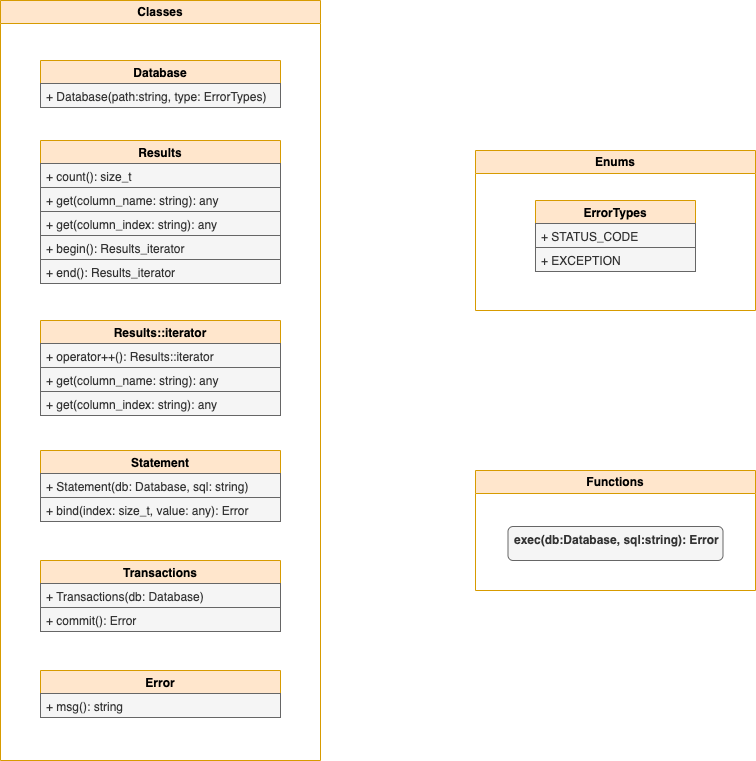 Classes
Database
+ Database(path:string, type: ErrorTypes)
Results
+ count(): size_t
+ get(column_name: string): any
+ get(column_index: string): any
+ begin(): Results_iterator
+ end(): Results_iterator
Results::iterator
+ operator++(): Results::iterator
+ get(column_name: string): any
+ get(column_index: string): any
Statement
+ Statement(db: Database, sql: string)
+ bind(index: size_t, value: any): Error
Transactions
+ Transactions(db: Database)
+ commit(): Error
Error
+ msg(): string
Enums
ErrorTypes
+ STATUS_CODE
+ EXCEPTION
Functions
exec(db:Database, sql:string): Error